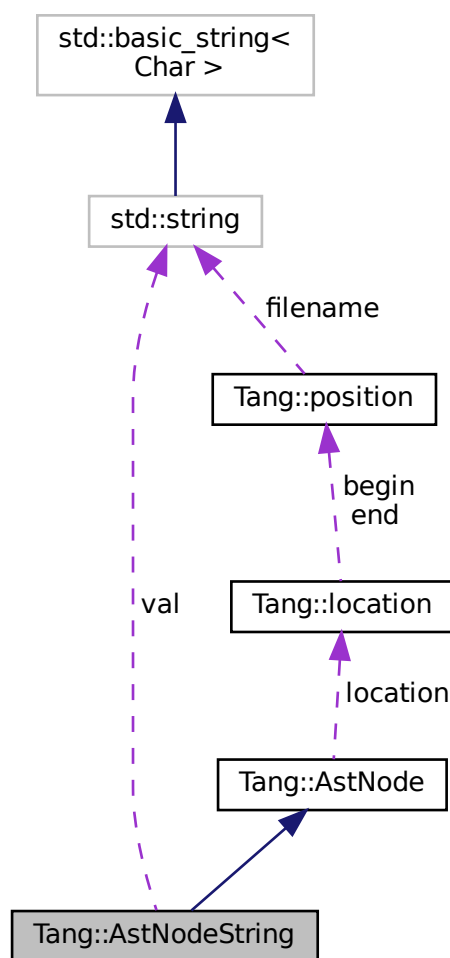 std::basic_string<
Char >
std::string
filename
Tang::position
begin
end
val
Tang::location
location
Tang::AstNode
Tang::AstNodeString